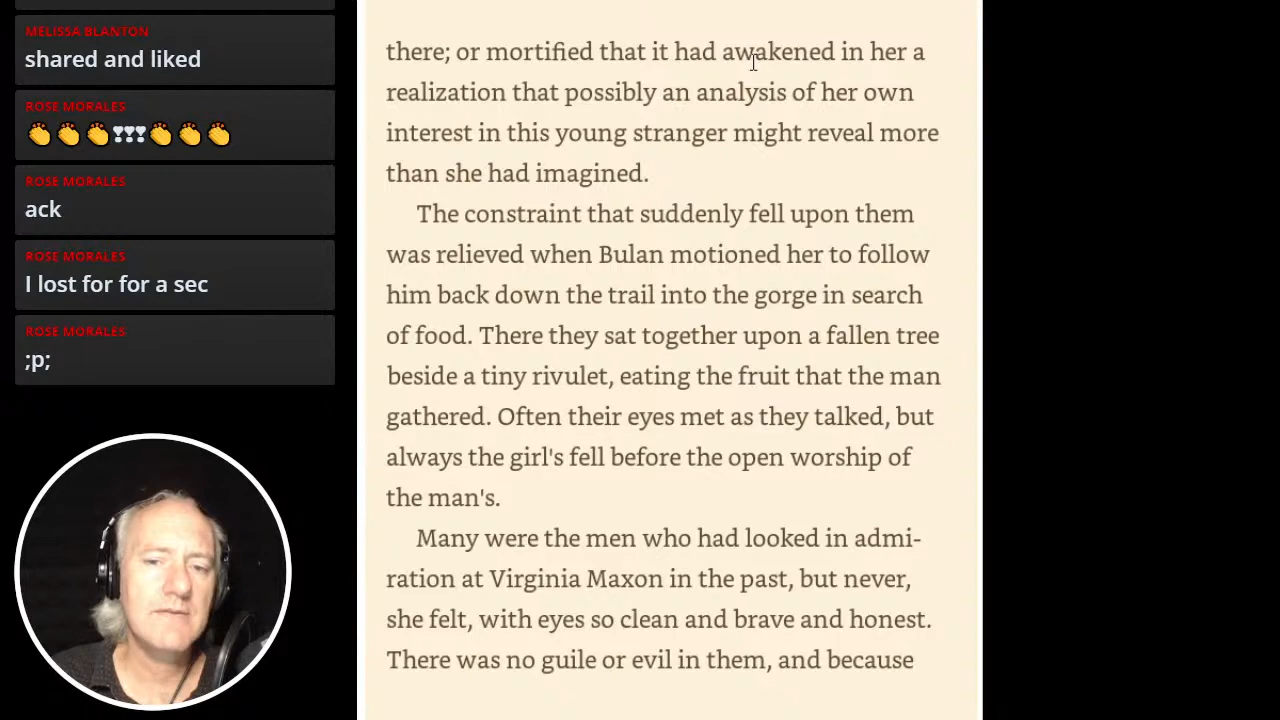 MELISSA BLANTON
shared and liked
ROSE MORALES
👏👏👏❣❣❣👏👏👏
ROSE MORALES
ack
ROSE MORALES
I lost for for a sec
ROSE MORALES
;p;
there; or mortified that it had awakened in her a
realization that possibly an analysis of her own
interest in this young stranger might reveal more
than she had imagined.
The constraint that suddenly fell upon them
was relieved when Bulan motioned her to follow
him back down the trail into the gorge in search
of food. There they sat together upon a fallen tree
beside a tiny rivulet, eating the fruit that the man
gathered. Often their eyes met as they talked, but
always the girl's fell before the open worship of
the man's.
Many were the men who had looked in admi-
ration at Virginia Maxon in the past, but never,
she felt, with eyes so clean and brave and honest.
There was no guile or evil in them, and because